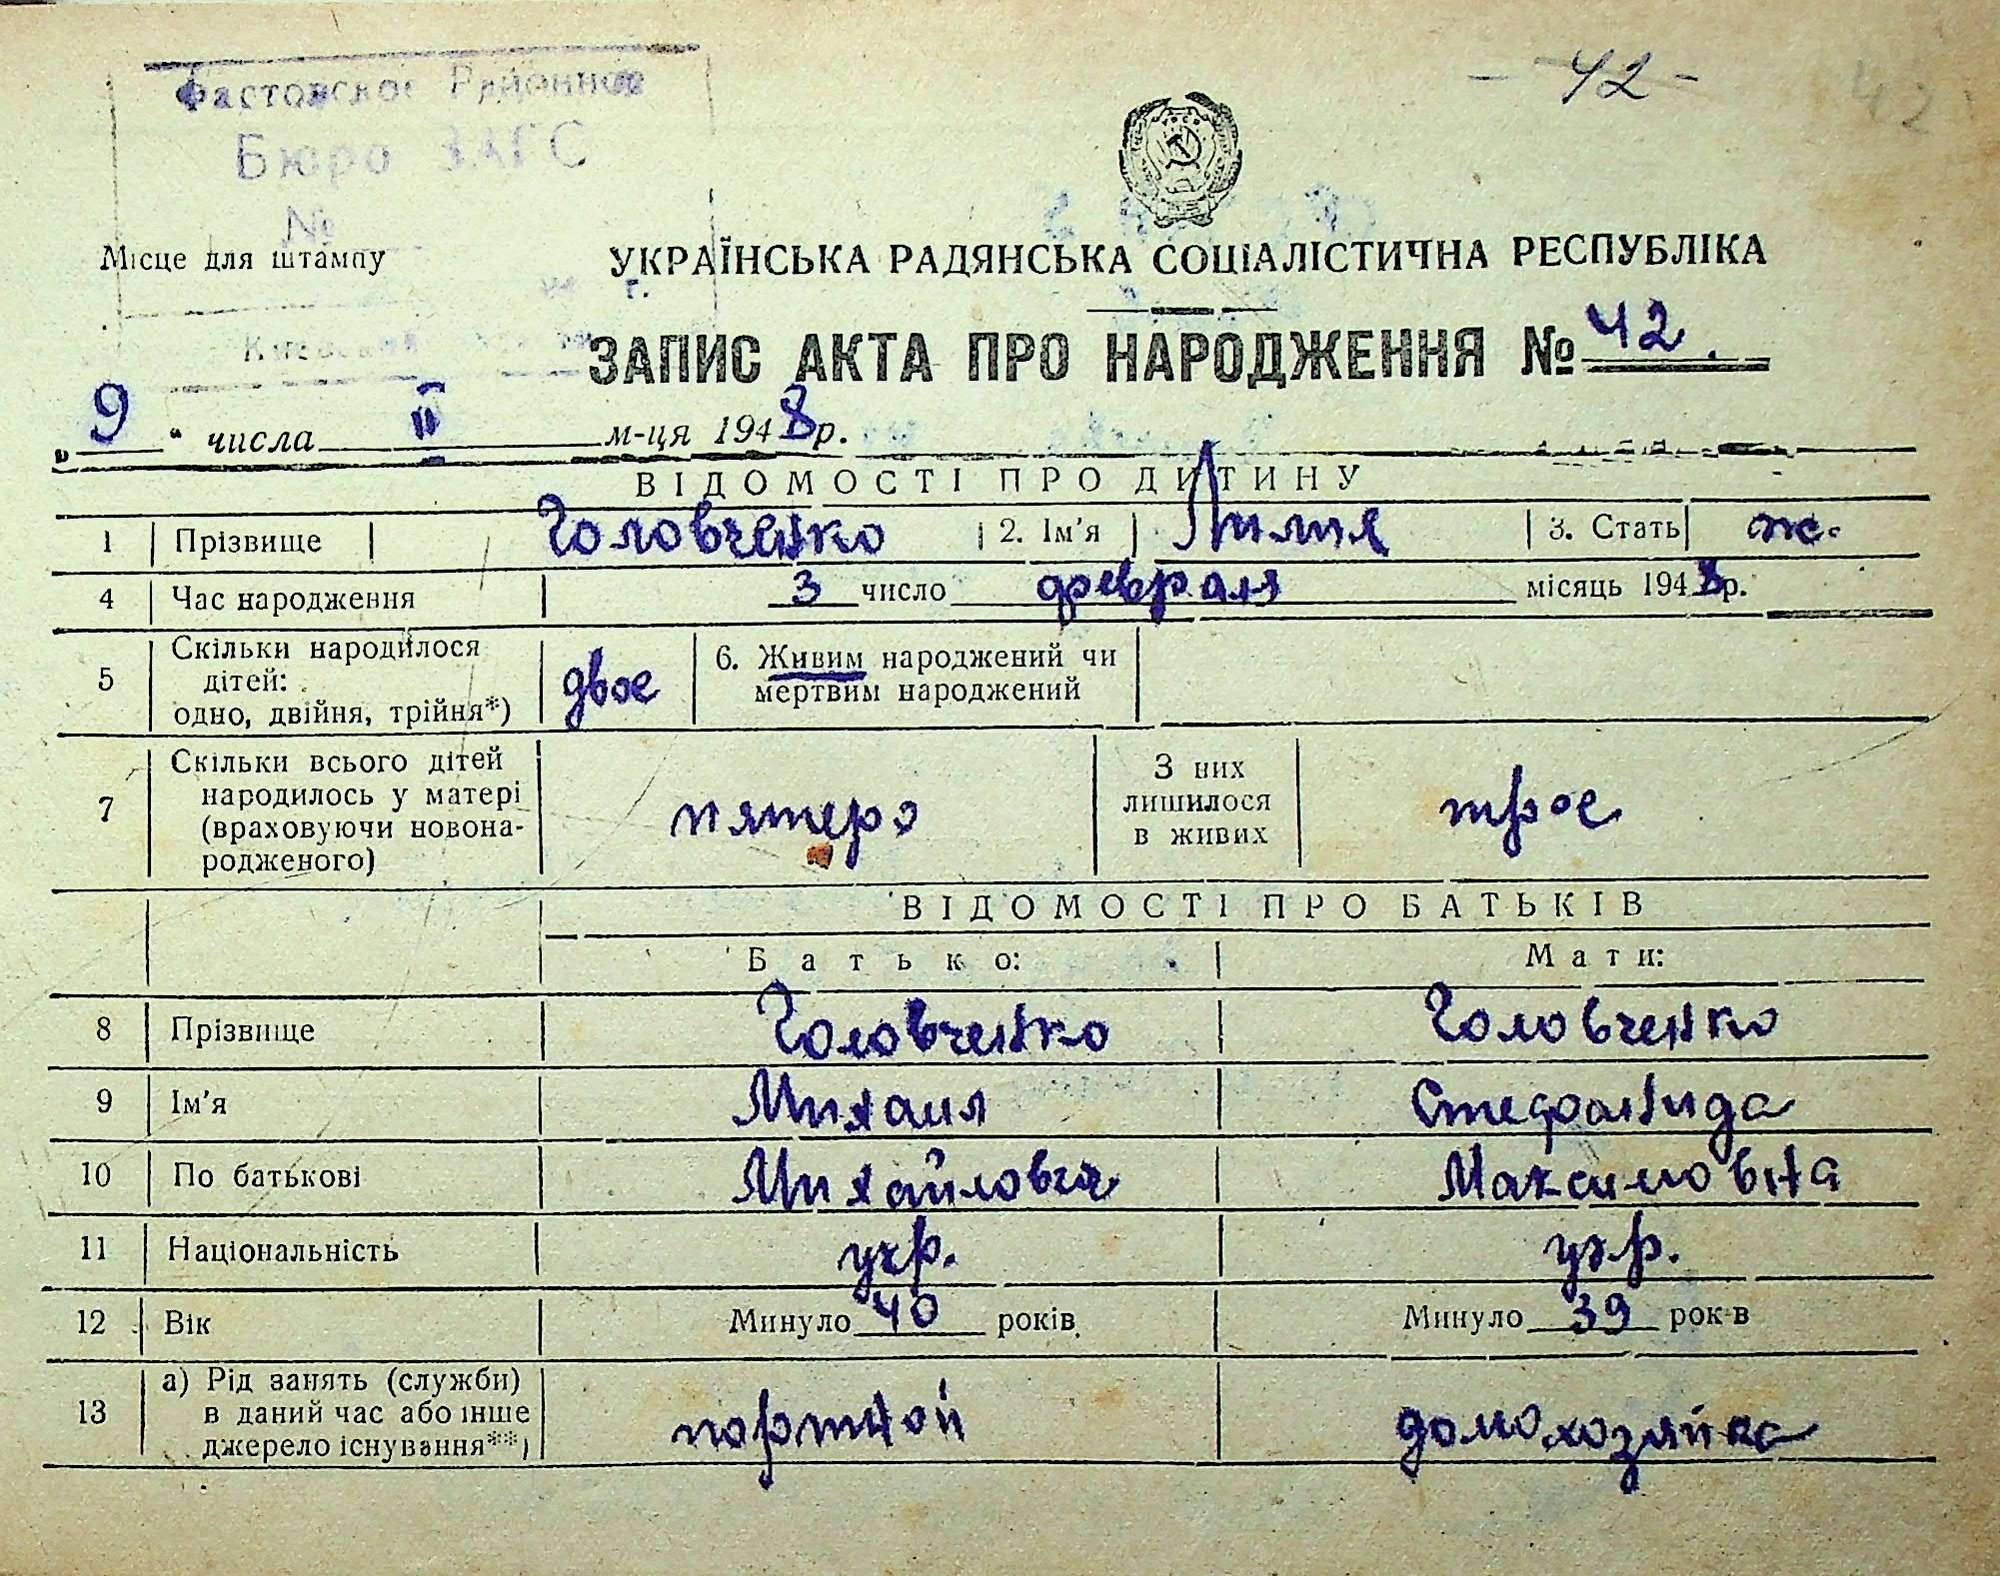 - 42 -
42
Фастовское Районное
Бюро ЗАГС
№
Місце для штампу
г.
УКРАЇНСЬКА РАДЯНСЬКА СОЦІАЛІСТИЧНА РЕСПУБЛІКА
ЗАПИС АКТА ПРО НАРОДЖЕННЯ № 42.
„ 9 “ числа II м-ця 1948 р.
ВІДОМОСТІ ПРО ДИТИНУ
1 Прізвище Головченко 2. Ім'я Лилия 3. Стать ж.
4 Час народження 3 число февраля місяць 1948 р.
5 Скільки народилося дітей: одно, двійня, трійня*) двое 6. Живим народжений чи мертвим народжений
7 Скільки всього дітей народилось у матері (враховуючи новонародженого) пятеро З них лишилося в живих трое
ВІДОМОСТІ ПРО БАТЬКІВ
Батько: Мати:
8 Прізвище Головченко Головченко
9 Ім'я Михаил Стефанида
10 По батькові Михайлович Максимовна
11 Національність укр. укр.
12 Вік Минуло 40 років Минуло 39 рок в
13 а) Рід занять (служби) в даний час або інше джерело існування**) портной домохозяйка